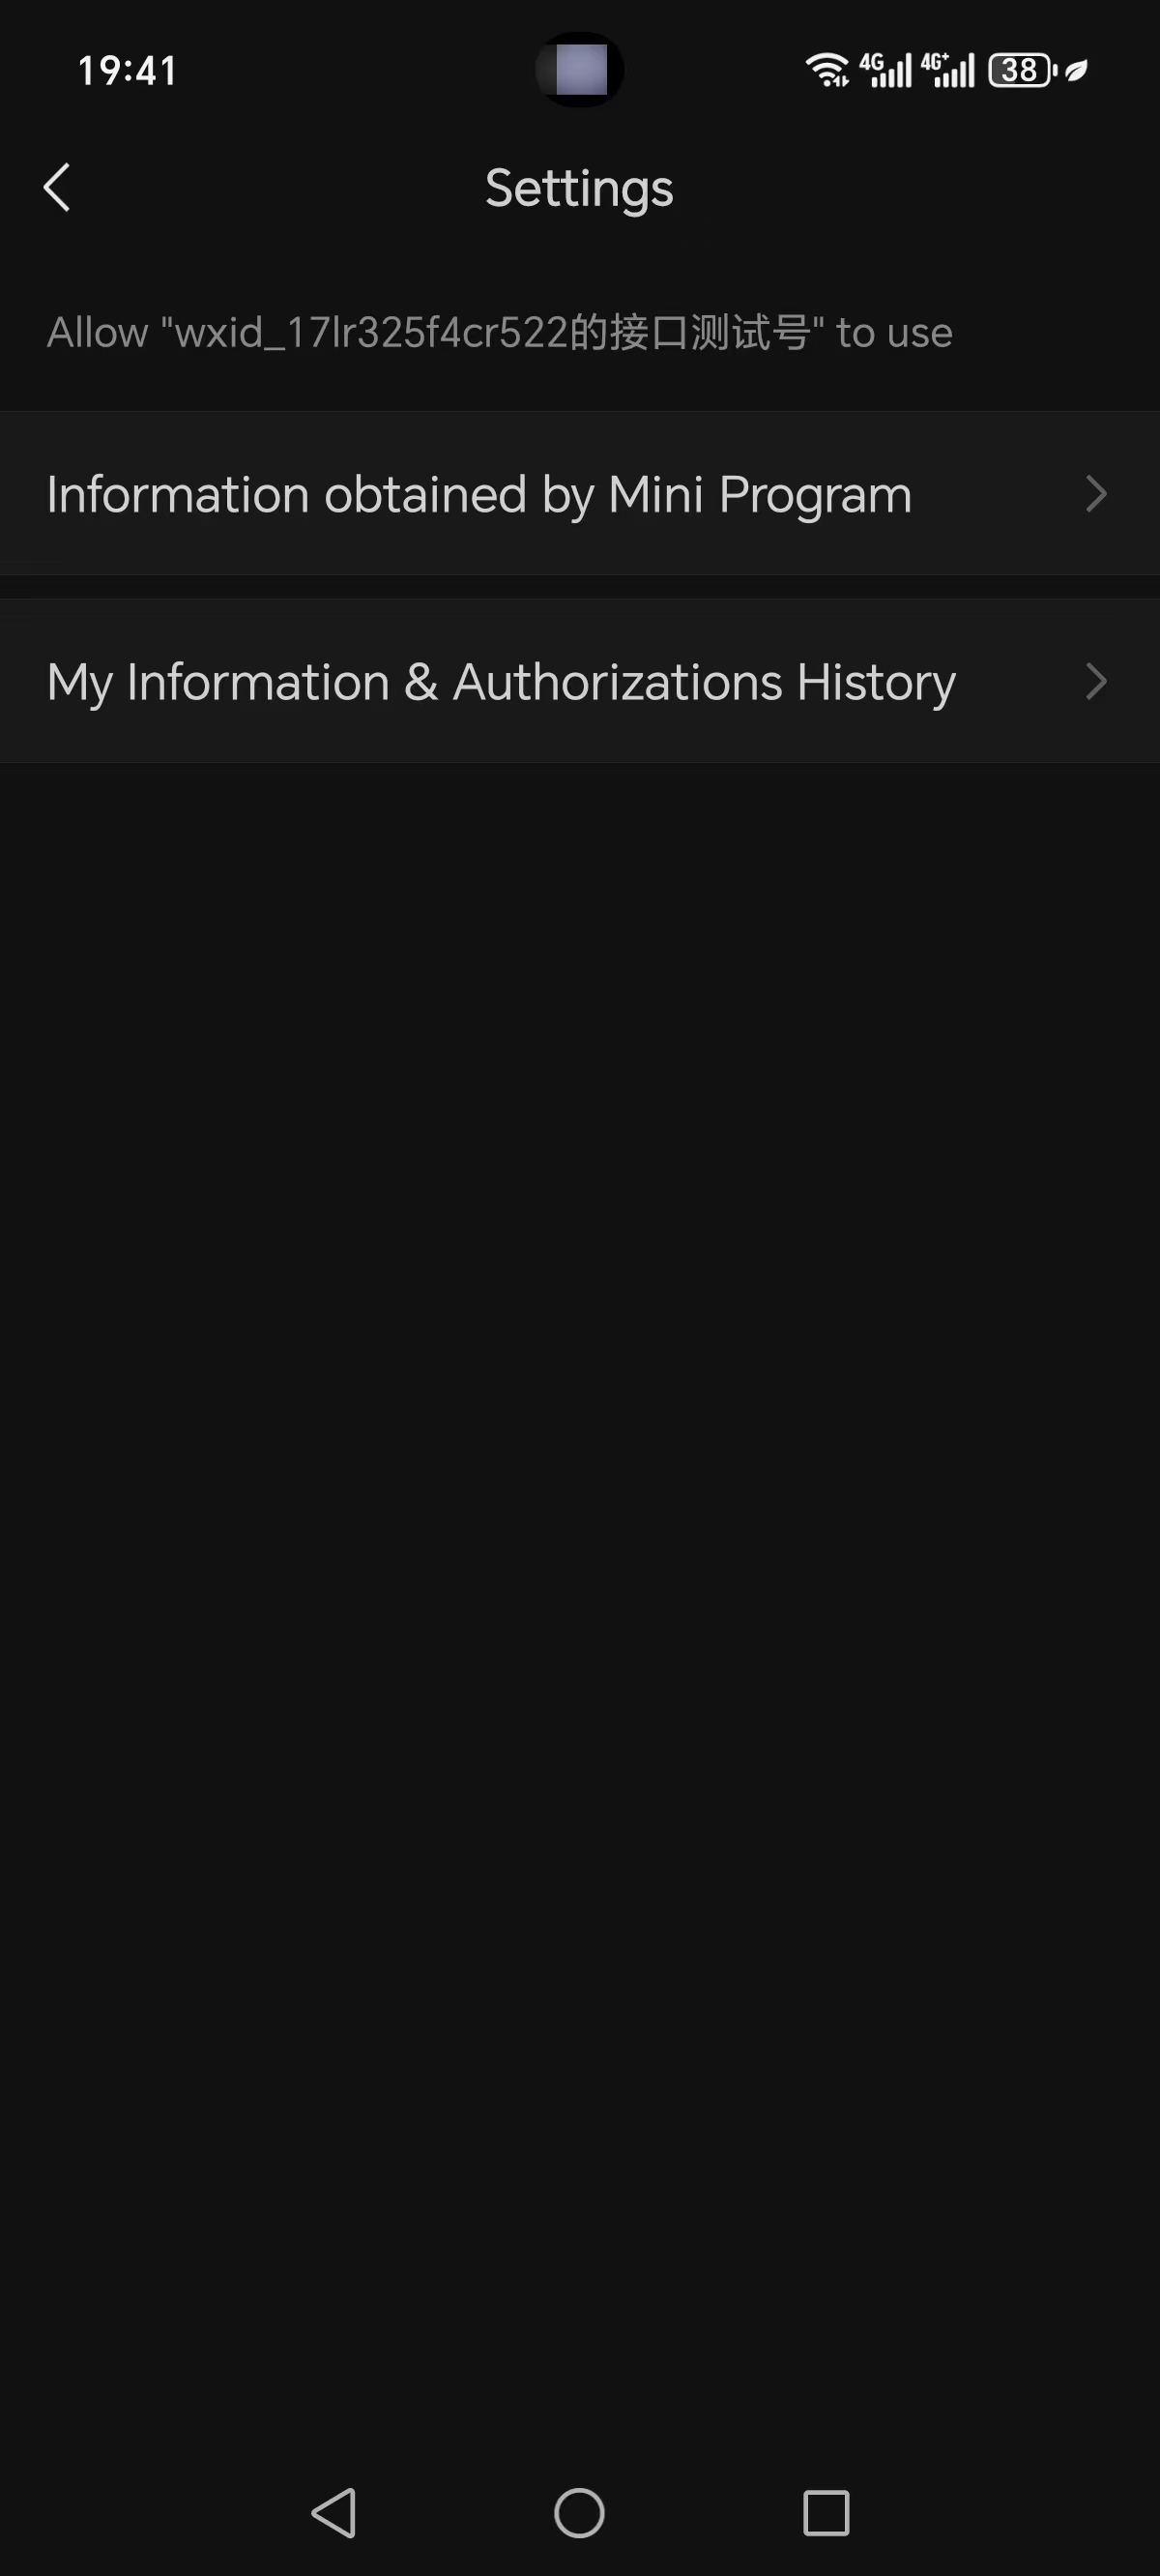 19:41
4G 4G+ 38
Settings
Allow "wxid_17lr325f4cr522的接口测试号" to use
Information obtained by Mini Program
My Information & Authorizations History